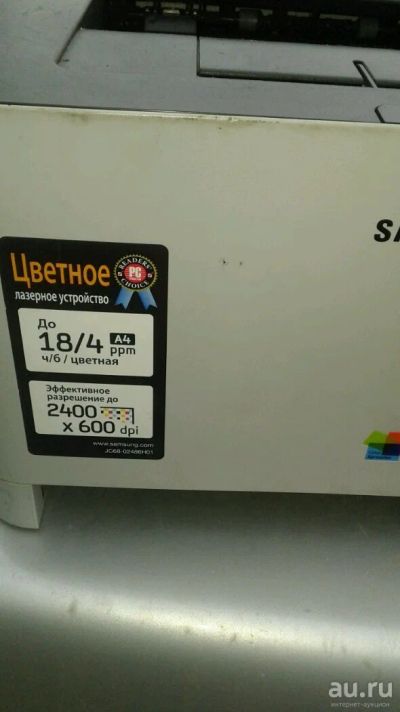 Цветное
лазерное устройство
READERS'
PC
CHOICE
До
18/4 A4 ppm
ч/б / цветная
Эффективное
разрешение до
2400
x 600 dpi
www.samsung.com
JC68-02486H01
SA
au.ru
интернет-аукцион